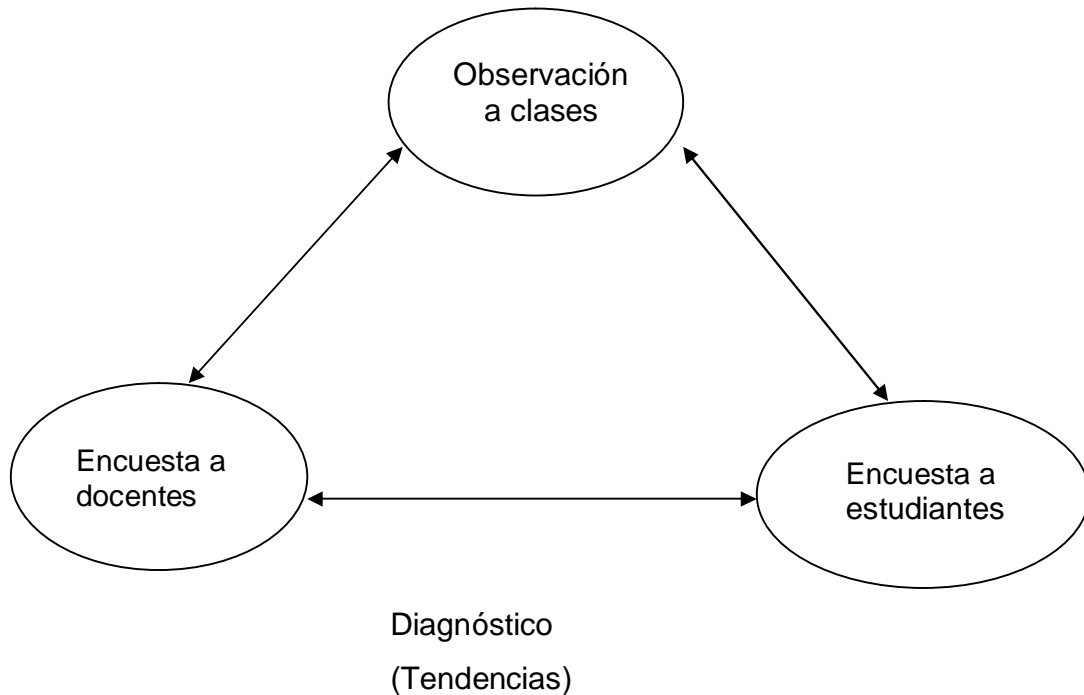 Observación
a clases
Encuesta a
docentes
Encuesta a
estudiantes
Diagnóstico
(Tendencias)